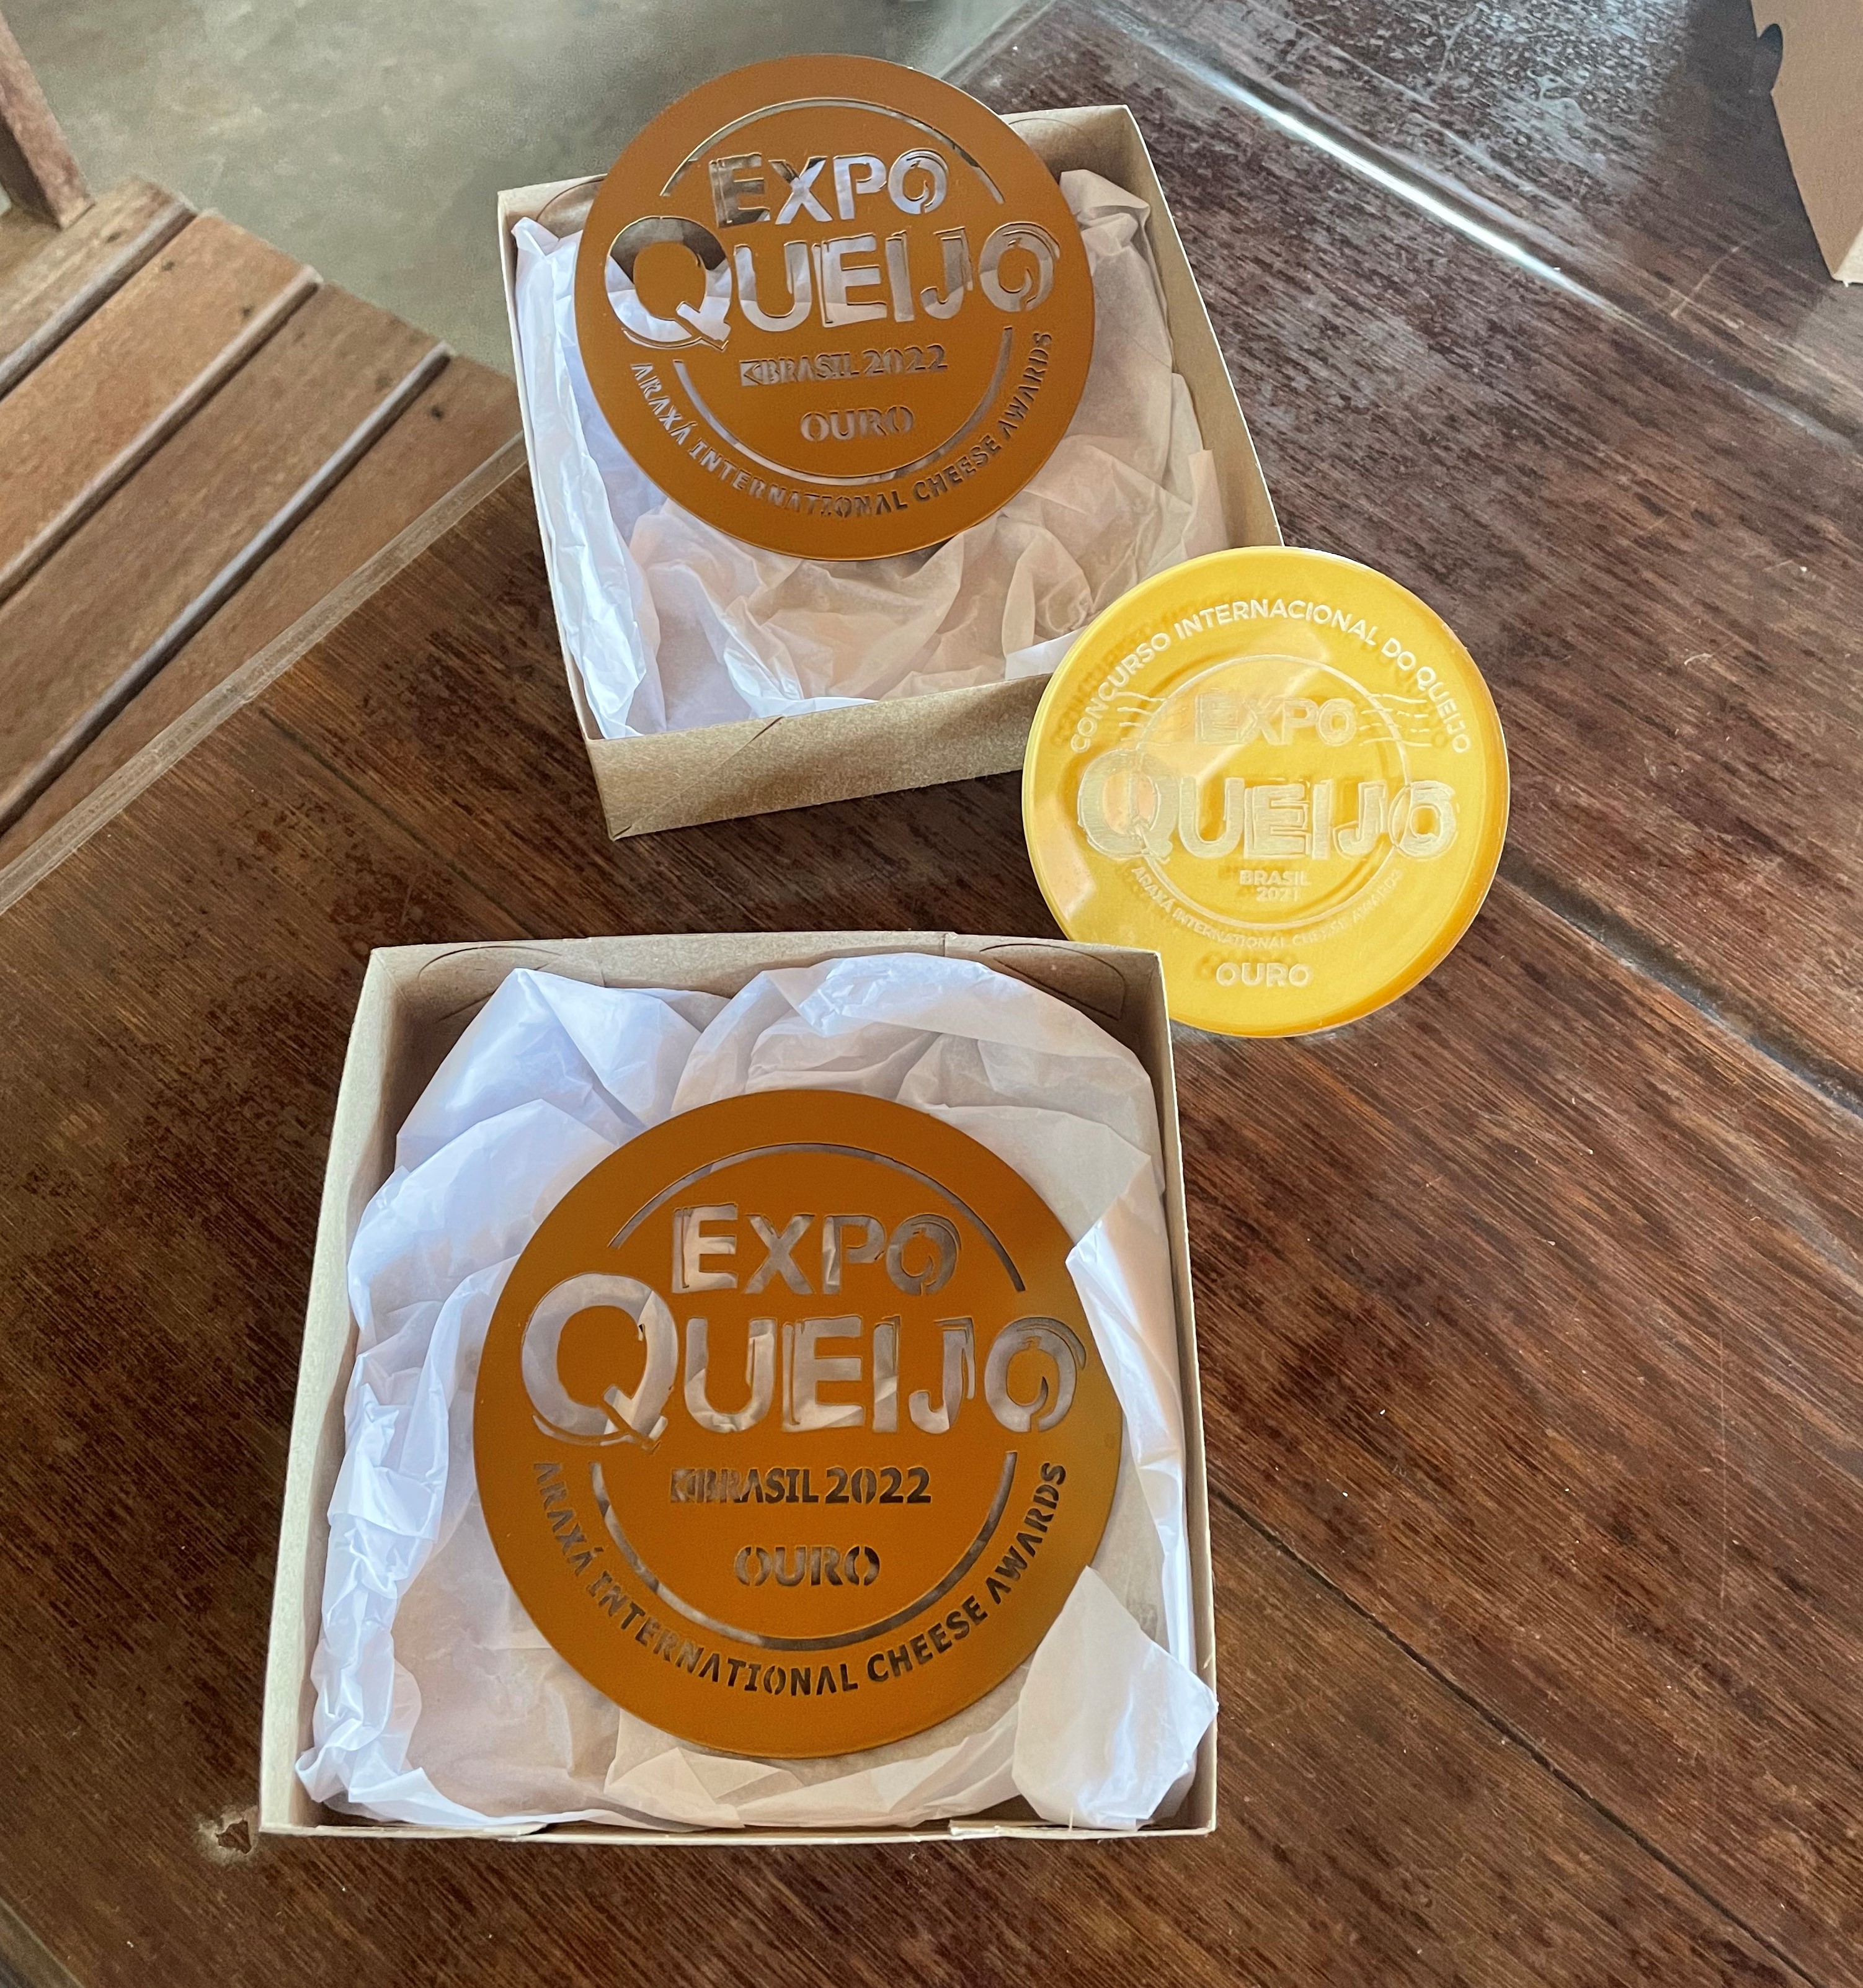 EXPO
QUEIJO
BRASIL 2022
OURO
ARAXÁ INTERNATIONAL CHEESE AWARDS
CONCURSO INTERNACIONAL DO QUEIJO
EXPO
QUEIJO
BRASIL
2021
ARAXÁ INTERNATIONAL CHEESE AWARDS
OURO
EXPO
QUEIJO
BRASIL 2022
OURO
ARAXÁ INTERNATIONAL CHEESE AWARDS